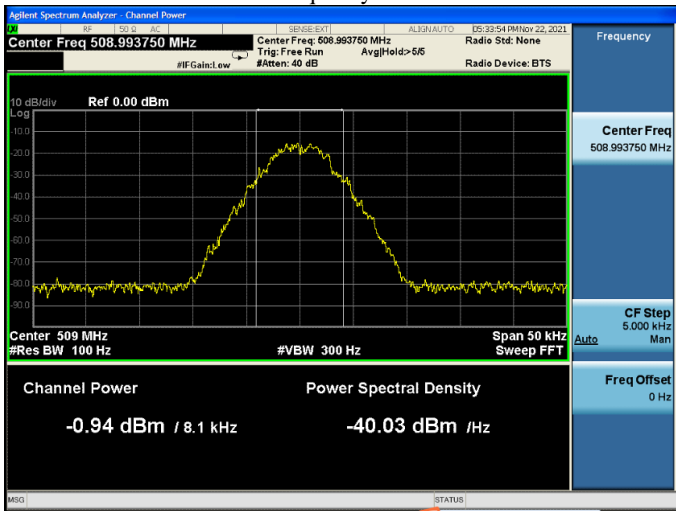 Agilent Spectrum Analyzer - Channel Power
RF 50 Ω AC SENSE:EXT ALIGN AUTO 05:33:54 PM Nov 22, 2021
Center Freq 508.993750 MHz Center Freq: 508.993750 MHz Radio Std: None
Trig: Free Run Avg|Hold:>5/5
#IFGain:Low #Atten: 40 dB Radio Device: BTS
10 dB/div Ref 0.00 dBm
Log
-10.0
-20.0
-30.0
-40.0
-50.0
-60.0
-70.0
-80.0
-90.0
Center 509 MHz Span 50 kHz
#Res BW 100 Hz #VBW 300 Hz Sweep FFT
Channel Power Power Spectral Density
-0.94 dBm / 8.1 kHz -40.03 dBm /Hz
MSG STATUS
Frequency
Center Freq
508.993750 MHz
CF Step
5.000 kHz
Auto Man
Freq Offset
0 Hz